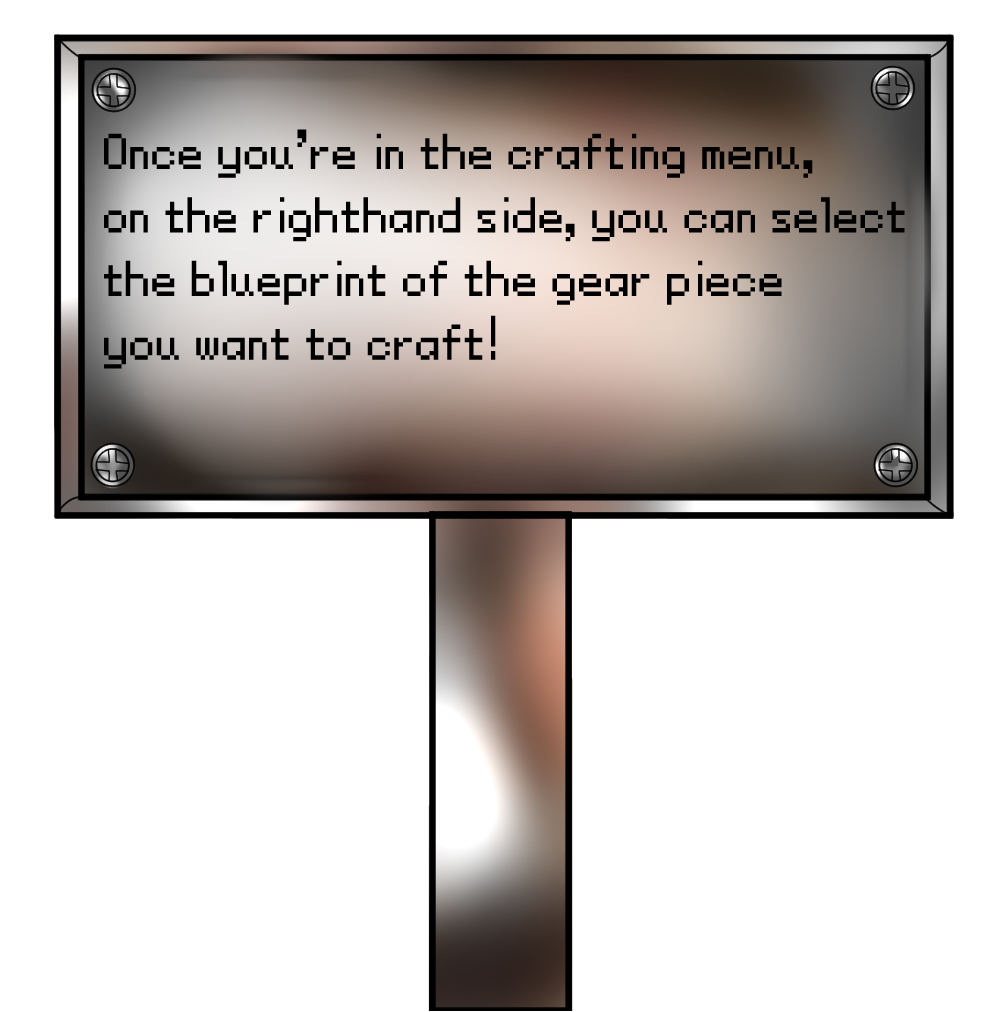 Once you're in the crafting menu,
on the righthand side, you can select
the blueprint of the gear piece
you want to craft!